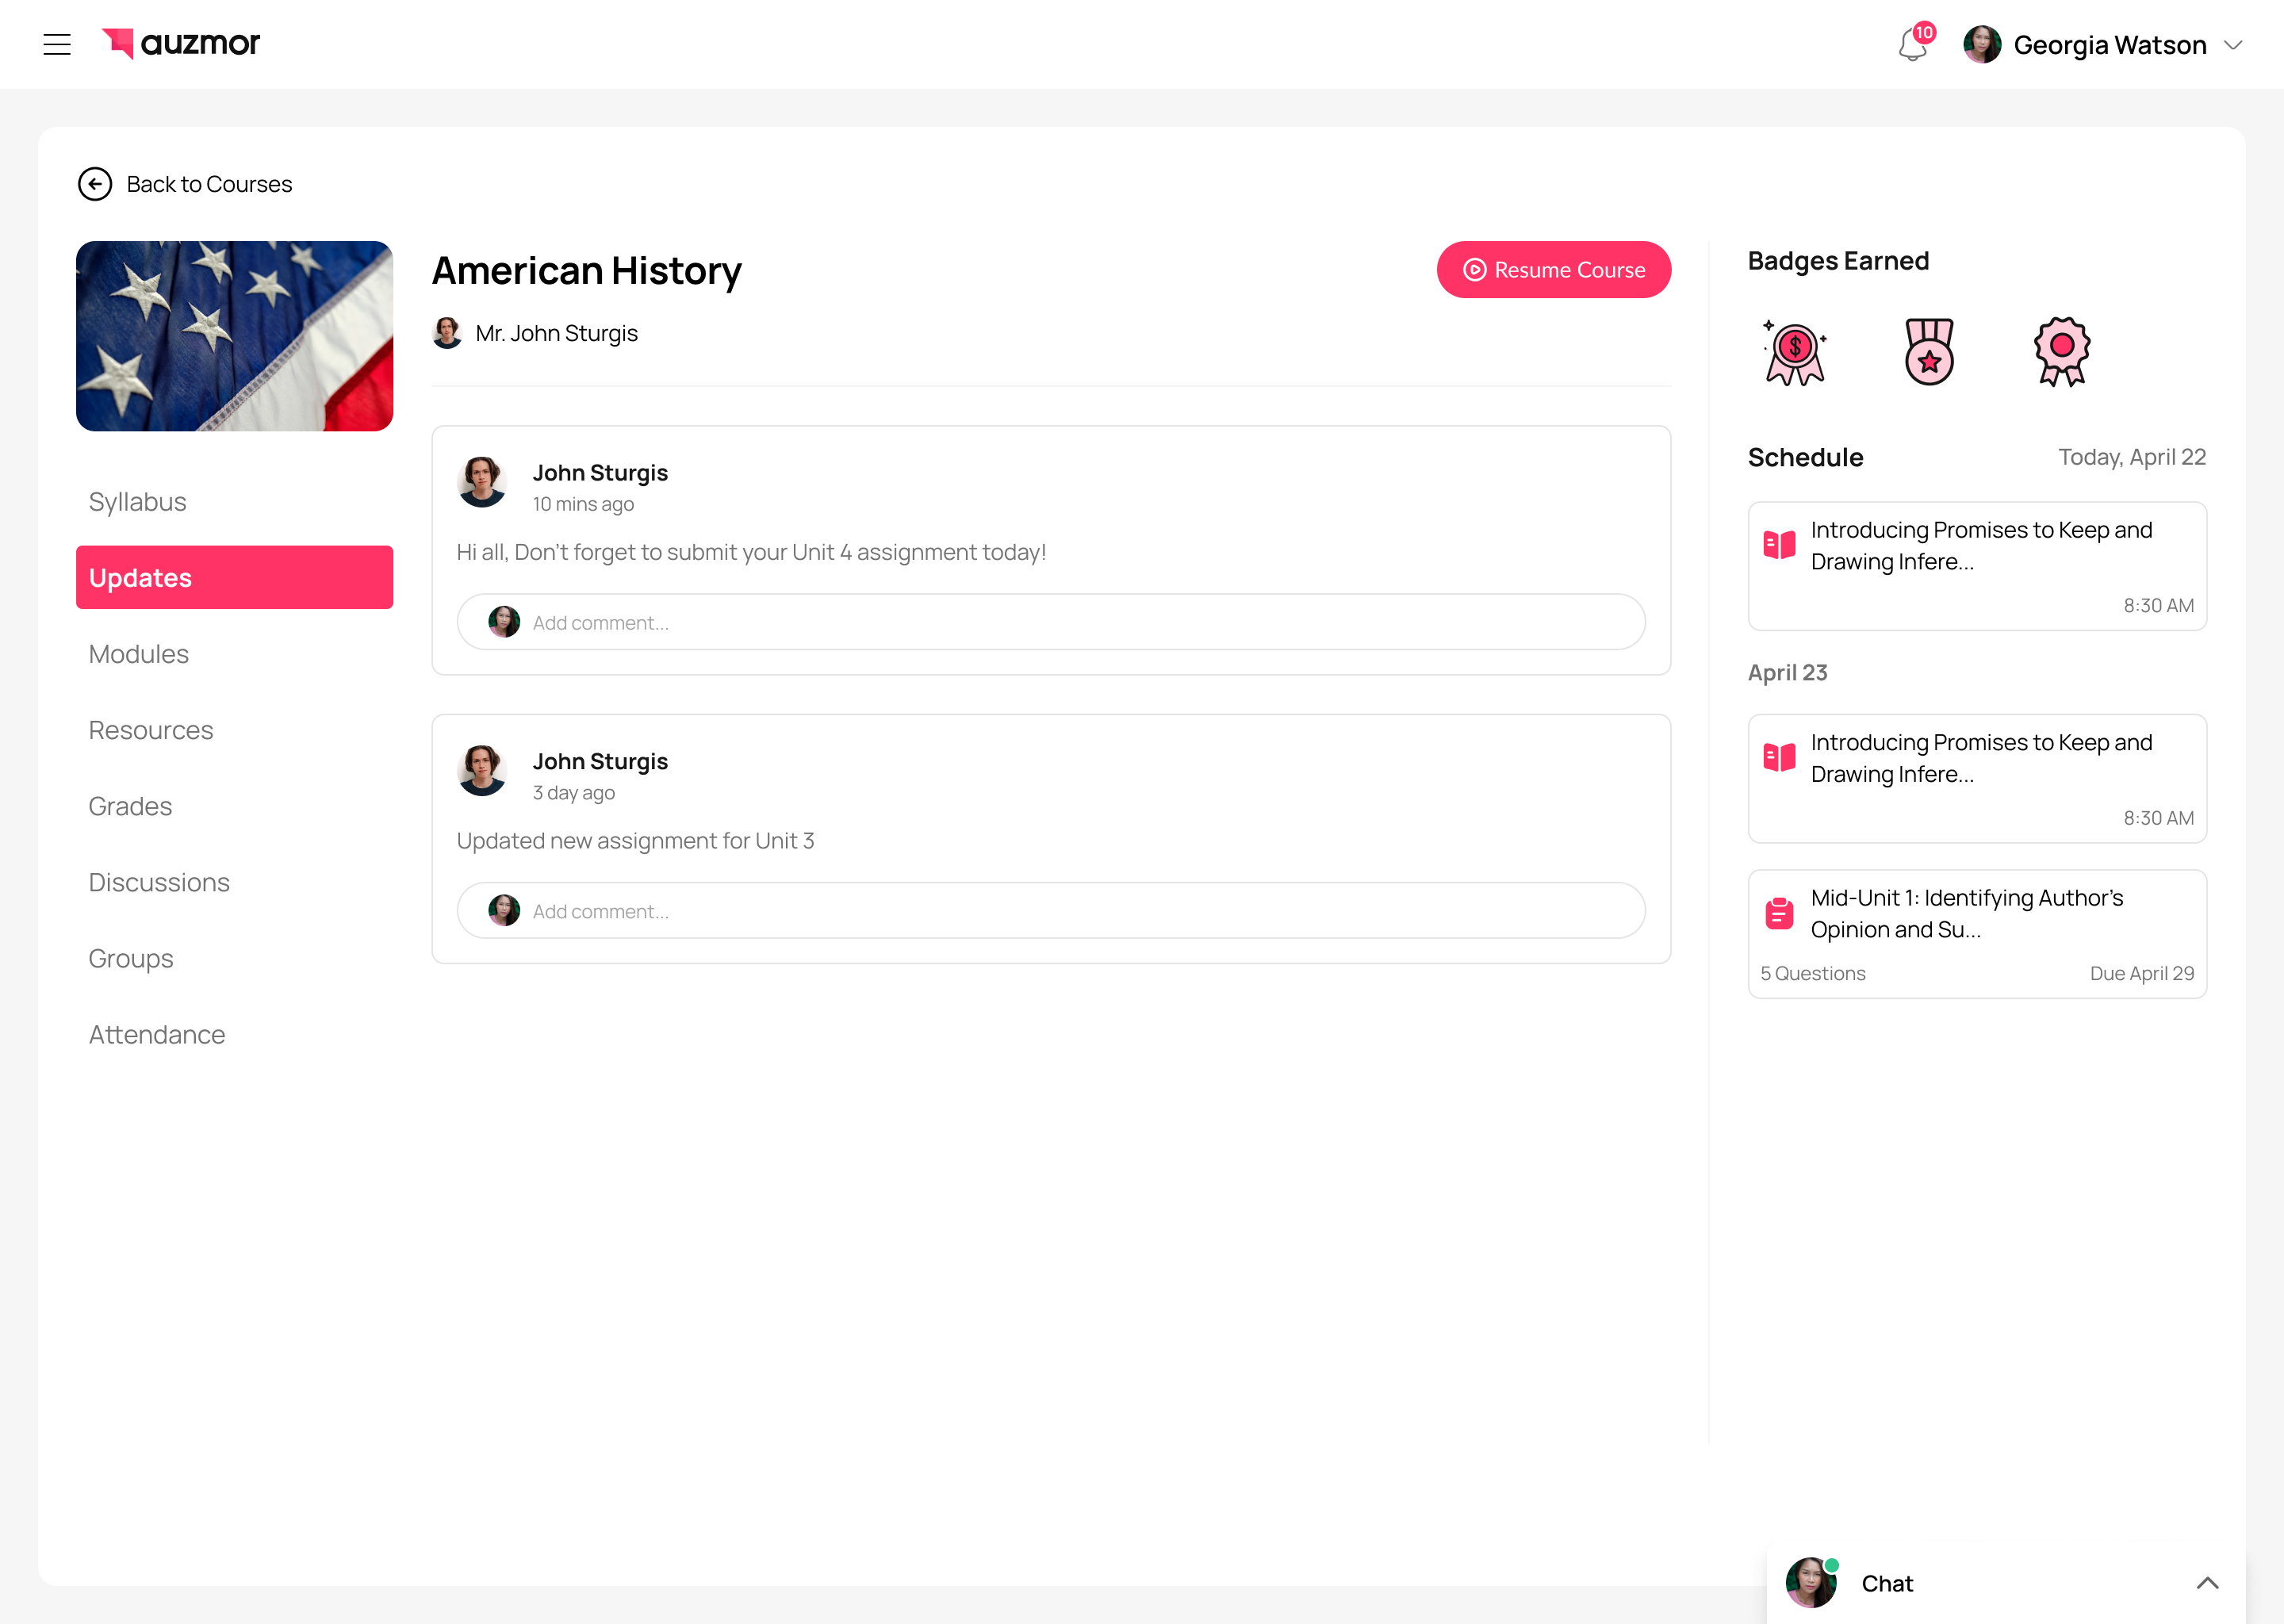 auzmor
10
Georgia Watson
Back to Courses
American History
Resume Course
Mr. John Sturgis
Syllabus
Updates
Modules
Resources
Grades
Discussions
Groups
Attendance
John Sturgis
10 mins ago
Hi all, Don't forget to submit your Unit 4 assignment today!
Add comment...
John Sturgis
3 day ago
Updated new assignment for Unit 3
Add comment...
Badges Earned
$
Schedule
Today, April 22
Introducing Promises to Keep and
Drawing Infere...
8:30 AM
April 23
Introducing Promises to Keep and
Drawing Infere...
8:30 AM
Mid-Unit 1: Identifying Author's
Opinion and Su...
5 Questions
Due April 29
Chat